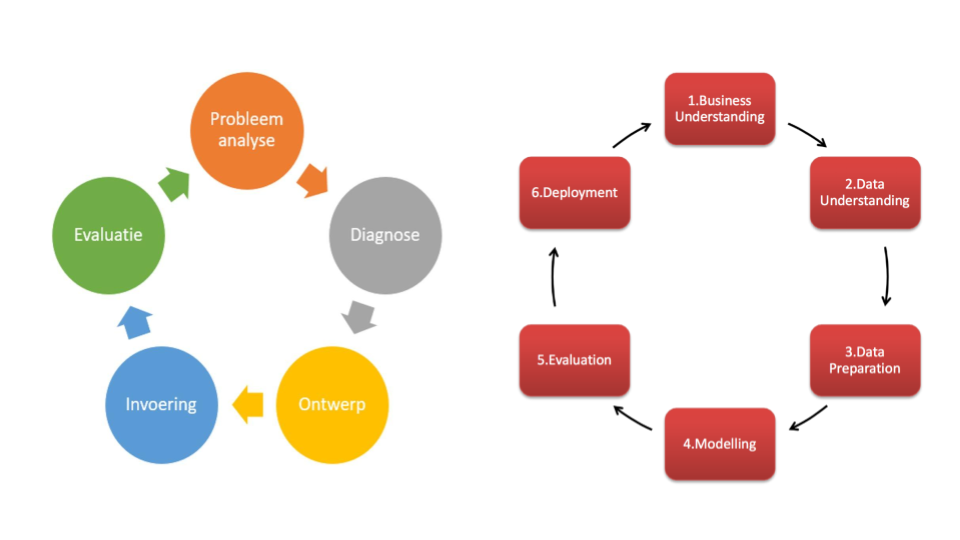 Probleem
analyse
Diagnose
Ontwerp
Invoering
Evaluatie
1.Business
Understanding
2.Data
Understanding
3.Data
Preparation
4.Modelling
5.Evaluation
6.Deployment